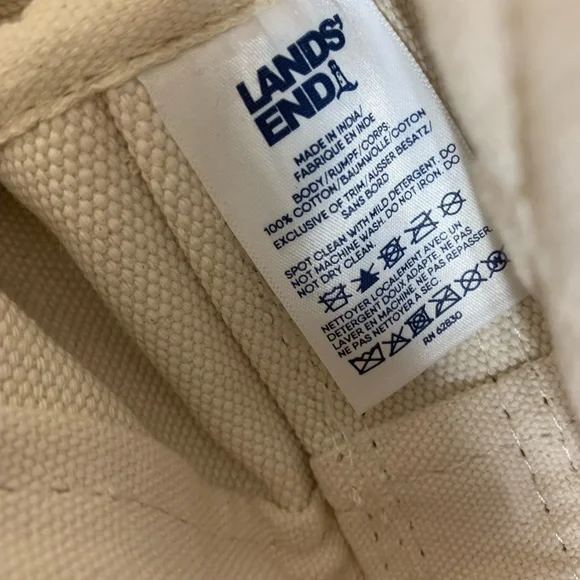 LANDS'
END
MADE IN INDIA/
FABRIQUE EN INDE
BODY/RUMPF/CORPS:
100% COTTON/BAUMWOLLE/COTON
EXCLUSIVE OF TRIM/AUSSER BESATZ/
SANS BORD
SPOT CLEAN WITH MILD DETERGENT. DO
NOT MACHINE WASH. DO NOT IRON. DO
NOT DRY CLEAN.
NETTOYER LOCALEMENT AVEC UN
DETERGENT DOUX ADAPTE. NE PAS
LAVER EN MACHINE. NE PAS REPASSER.
NE PAS NETTOYER A SEC.
RN 62830